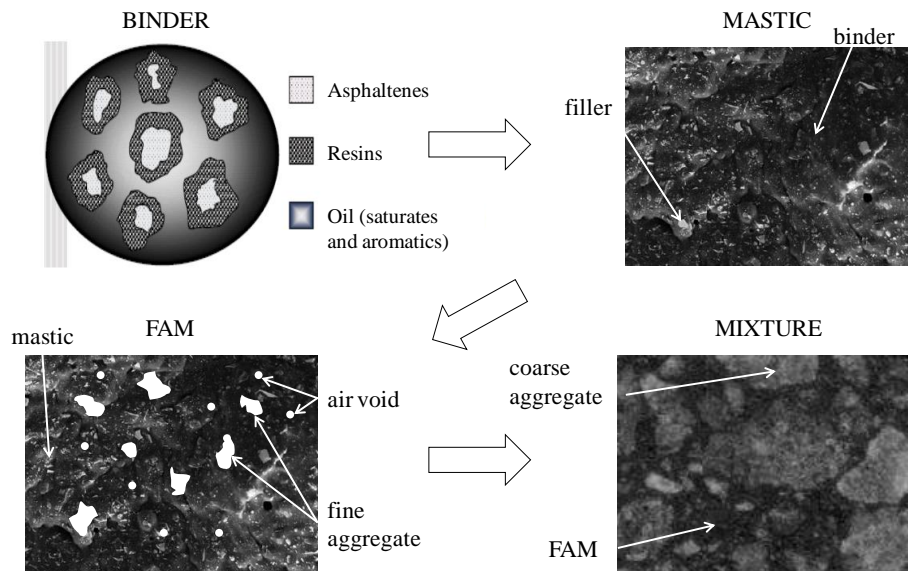 BINDER
Asphaltenes
Resins
Oil (saturates
and aromatics)
MASTIC
binder
filler
FAM
mastic
air void
fine
aggregate
MIXTURE
coarse
aggregate
FAM